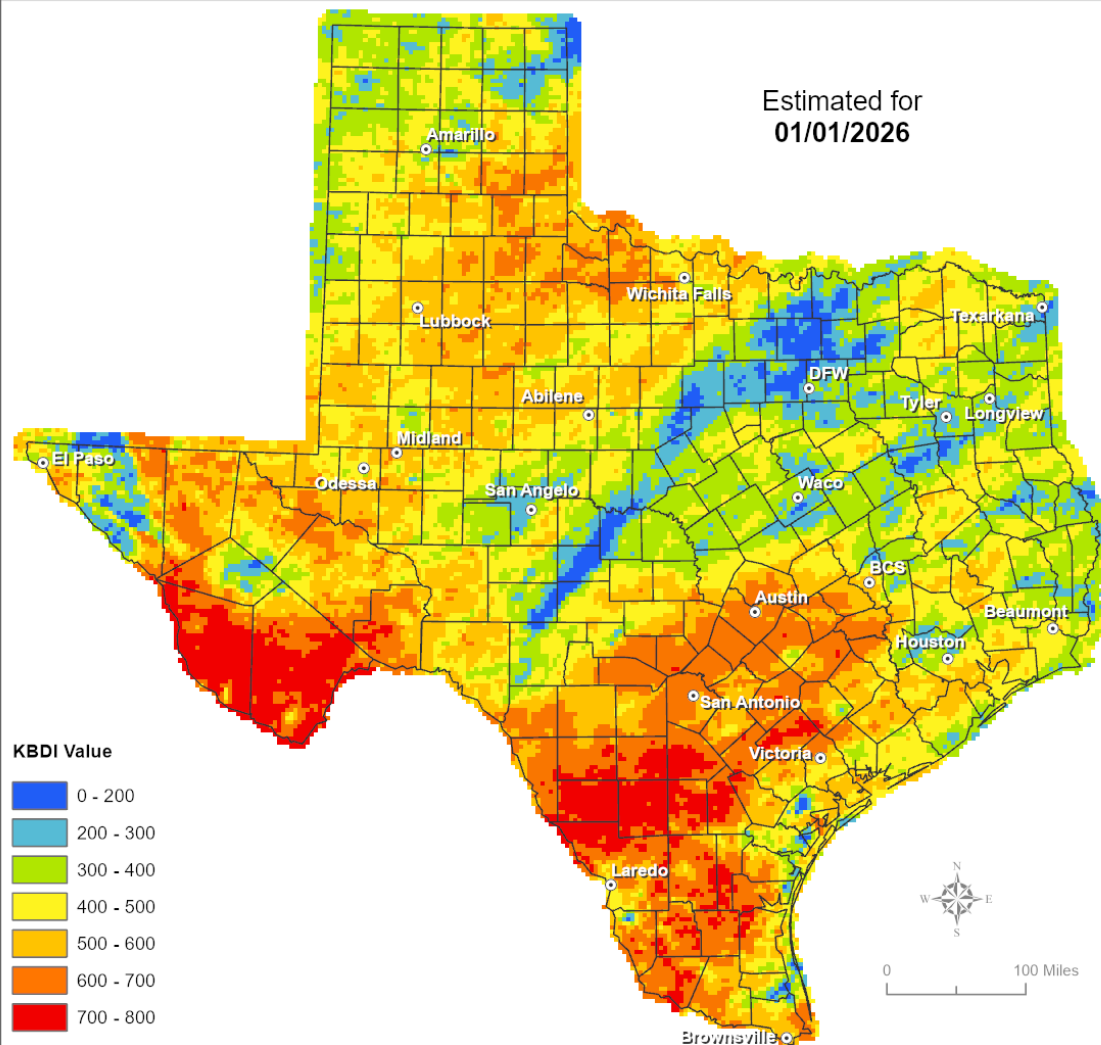 Estimated for
01/01/2026
Amarillo
Wichita Falls
Lubbock
Texarkana
DFW
Abilene
Tyler
Longview
Midland
El Paso
Odessa
San Angelo
Waco
BCS
Austin
Beaumont
Houston
San Antonio
Victoria
KBDI Value
0 - 200
200 - 300
300 - 400
400 - 500
500 - 600
600 - 700
700 - 800
Laredo
N
W E
S
0 100 Miles
Brownsville